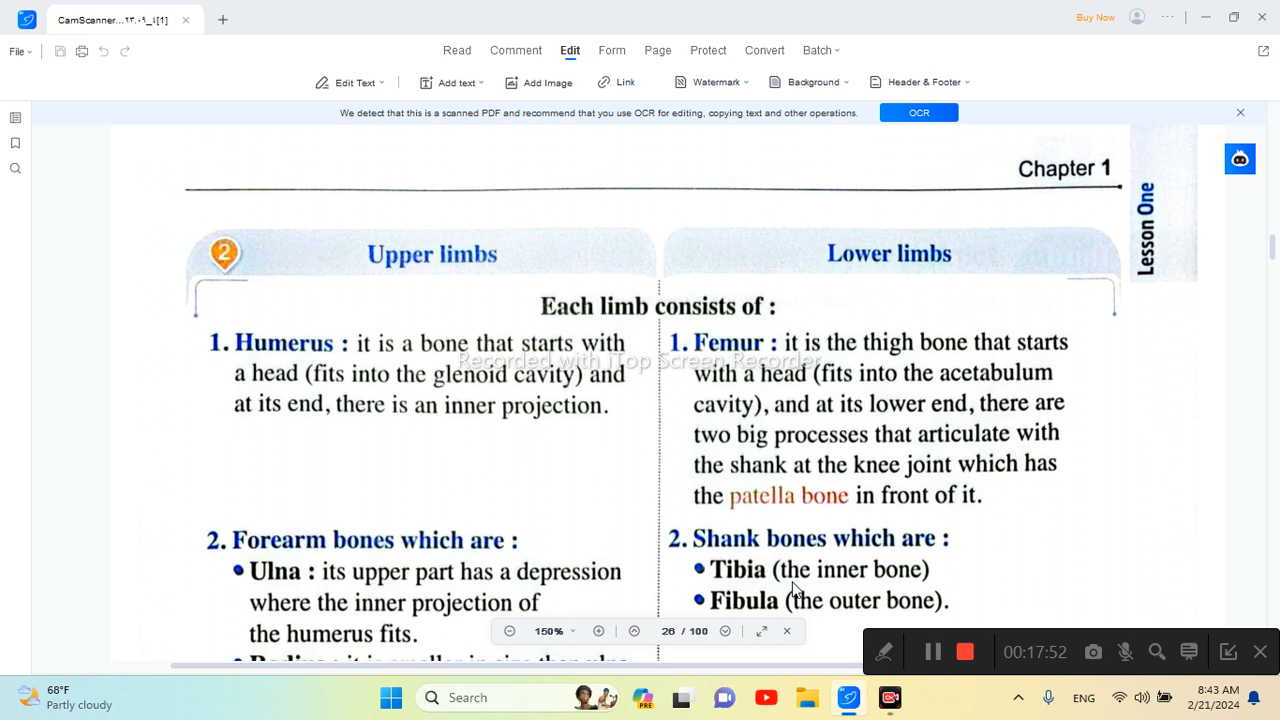 CamScanner...
Buy Now
File
Read
Comment
Edit
Form
Page
Protect
Convert
Batch
Edit Text
Add text
Add Image
Link
Watermark
Background
Header & Footer
We detect that this is a scanned PDF and recommend that you use OCR for editing, copying text and other operations.
OCR
Chapter 1
Lesson One
2
Upper limbs
Lower limbs
Each limb consists of :
1. Humerus : it is a bone that starts with
a head (fits into the glenoid cavity) and
at its end, there is an inner projection.
1. Femur : it is the thigh bone that starts
with a head (fits into the acetabulum
cavity), and at its lower end, there are
two big processes that articulate with
the shank at the knee joint which has
the patella bone in front of it.
Recorded with iTop Screen Recorder
2. Forearm bones which are :
• Ulna : its upper part has a depression
where the inner projection of
the humerus fits.
2. Shank bones which are :
• Tibia (the inner bone)
• Fibula (the outer bone).
150%
26 / 100
00:17:52
68°F
Partly cloudy
Search
PRE
ENG
8:43 AM
2/21/2024